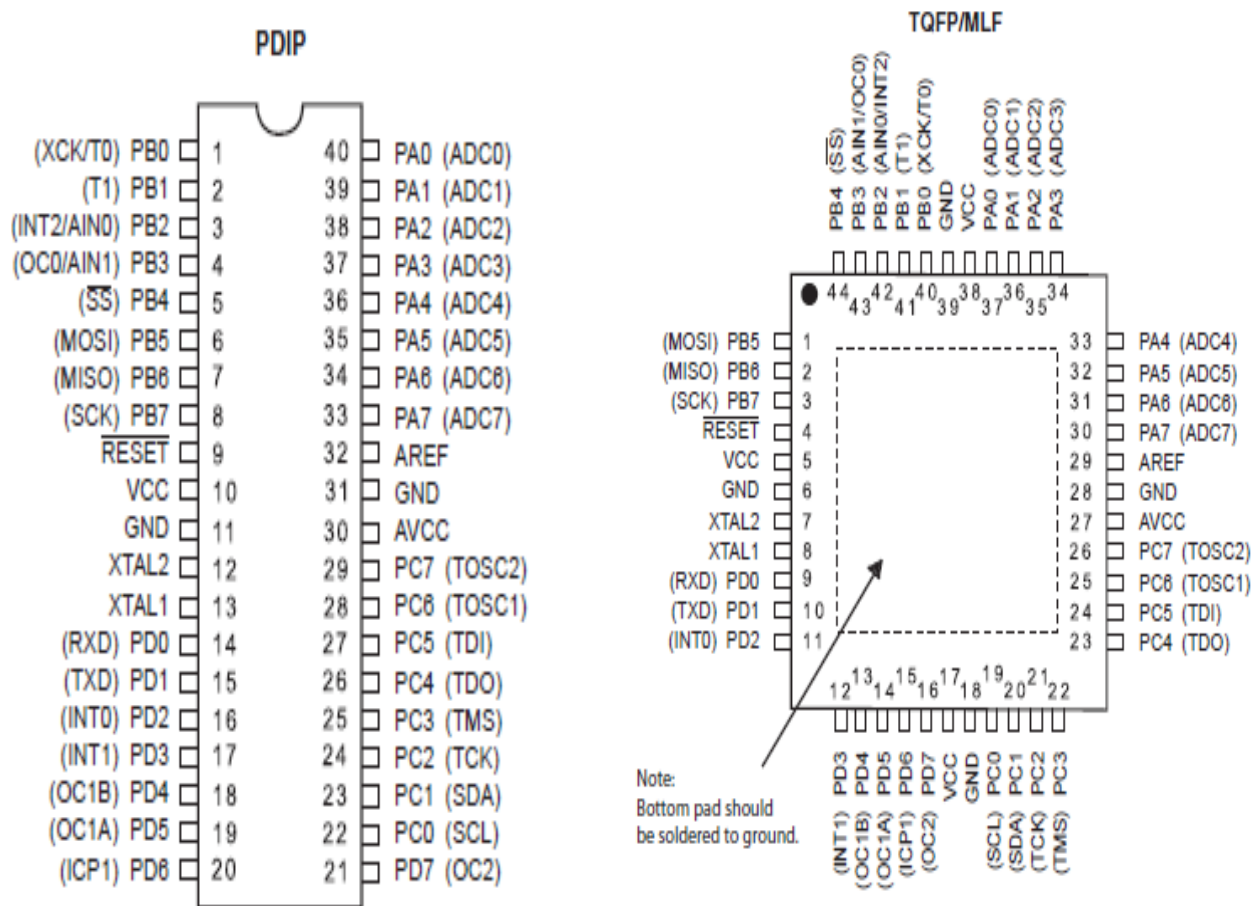 PDIP
(XCK/T0) PB0 1 40 PA0 (ADC0)
(T1) PB1 2 39 PA1 (ADC1)
(INT2/AIN0) PB2 3 38 PA2 (ADC2)
(OC0/AIN1) PB3 4 37 PA3 (ADC3)
(S̅S̅) PB4 5 36 PA4 (ADC4)
(MOSI) PB5 6 35 PA5 (ADC5)
(MISO) PB6 7 34 PA6 (ADC6)
(SCK) PB7 8 33 PA7 (ADC7)
R̅E̅S̅E̅T̅ 9 32 AREF
VCC 10 31 GND
GND 11 30 AVCC
XTAL2 12 29 PC7 (TOSC2)
XTAL1 13 28 PC6 (TOSC1)
(RXD) PD0 14 27 PC5 (TDI)
(TXD) PD1 15 26 PC4 (TDO)
(INT0) PD2 16 25 PC3 (TMS)
(INT1) PD3 17 24 PC2 (TCK)
(OC1B) PD4 18 23 PC1 (SDA)
(OC1A) PD5 19 22 PC0 (SCL)
(ICP1) PD6 20 21 PD7 (OC2)
TQFP/MLF
PB4 (S̅S̅)
PB3 (AIN1/OC0)
PB2 (AIN0/INT2)
PB1 (T1)
PB0 (XCK/T0)
GND
VCC
PA0 (ADC0)
PA1 (ADC1)
PA2 (ADC2)
PA3 (ADC3)
44 43 42 41 40 39 38 37 36 35 34
(MOSI) PB5 1 33 PA4 (ADC4)
(MISO) PB6 2 32 PA5 (ADC5)
(SCK) PB7 3 31 PA6 (ADC6)
R̅E̅S̅E̅T̅ 4 30 PA7 (ADC7)
VCC 5 29 AREF
GND 6 28 GND
XTAL2 7 27 AVCC
XTAL1 8 26 PC7 (TOSC2)
(RXD) PD0 9 25 PC6 (TOSC1)
(TXD) PD1 10 24 PC5 (TDI)
(INT0) PD2 11 23 PC4 (TDO)
12 13 14 15 16 17 18 19 20 21 22
(INT1) PD3
(OC1B) PD4
(OC1A) PD5
(ICP1) PD6
(OC2) PD7
VCC
GND
(SCL) PC0
(SDA) PC1
(TCK) PC2
(TMS) PC3
Note:
Bottom pad should
be soldered to ground.